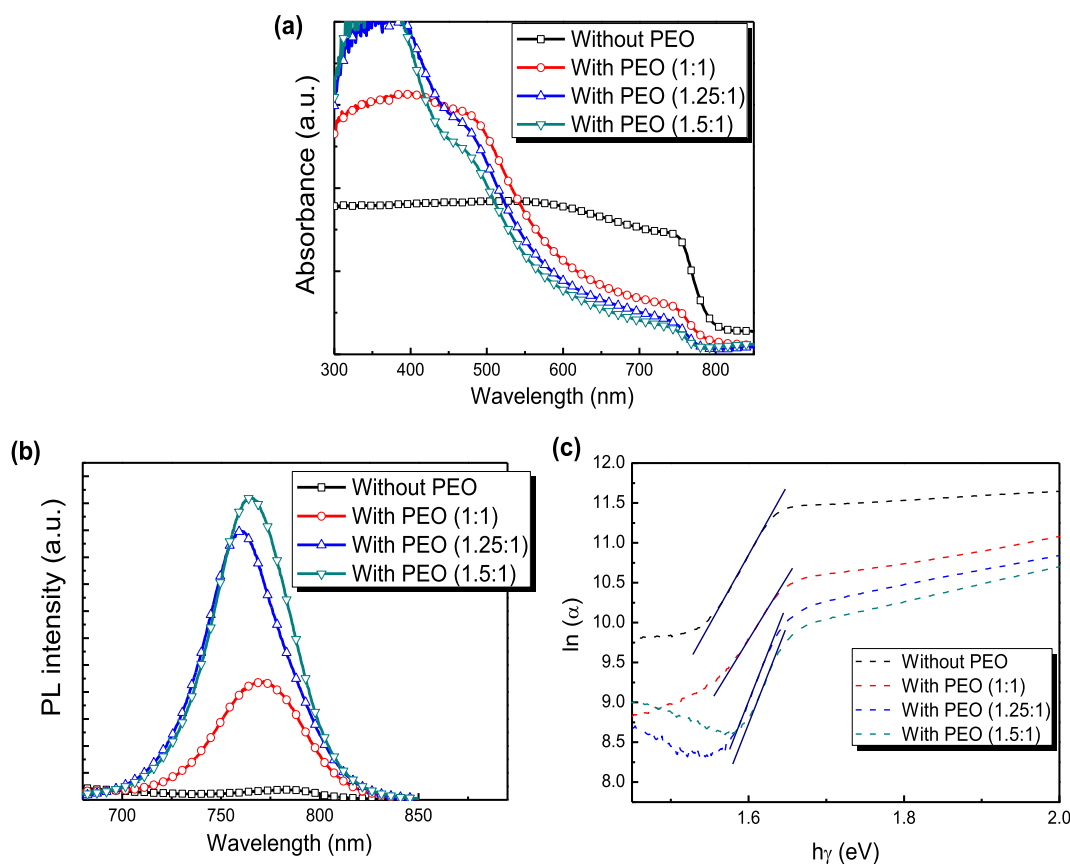 (a)
Without PEO
With PEO (1:1)
With PEO (1.25:1)
With PEO (1.5:1)
Absorbance (a.u.)
300 400 500 600 700 800
Wavelength (nm)
(b)
Without PEO
With PEO (1:1)
With PEO (1.25:1)
With PEO (1.5:1)
PL intensity (a.u.)
700 750 800 850
Wavelength (nm)
(c)
12.0
11.5
11.0
10.5
10.0
9.5
9.0
8.5
8.0
ln (α)
Without PEO
With PEO (1:1)
With PEO (1.25:1)
With PEO (1.5:1)
1.6 1.8 2.0
hγ (eV)